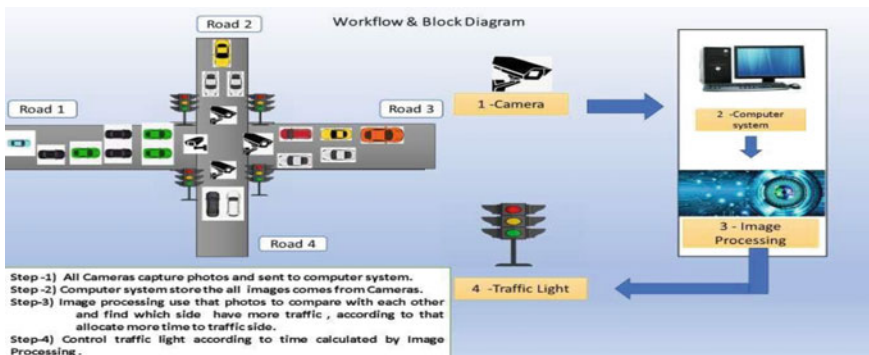 Workflow & Block Diagram
Road 2
Road 1
Road 3
Road 4
1 -Camera
2 -Computer
system
3 - Image
Processing
4 -Traffic Light
Step -1) All Cameras capture photos and sent to computer system.
Step -2) Computer system store the all images comes from Cameras.
Step-3) Image processing use that photos to compare with each other
and find which side have more traffic , according to that
allocate more time to traffic side.
Step-4) Control traffic light according to time calculated by Image
Processing .